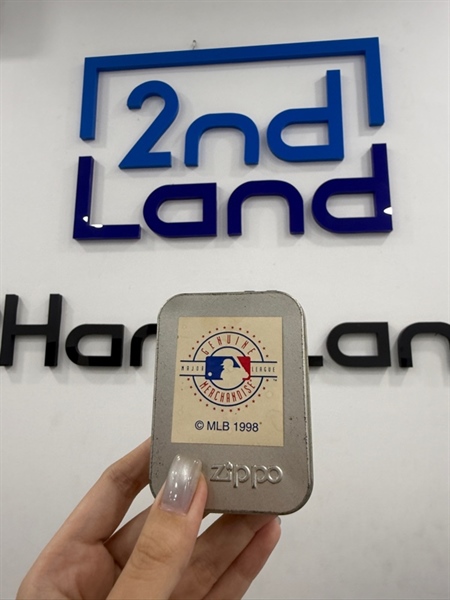 2nd
Land
GENUINE
MAJOR LEAGUE
MERCHANDISE
© MLB 1998
zippo